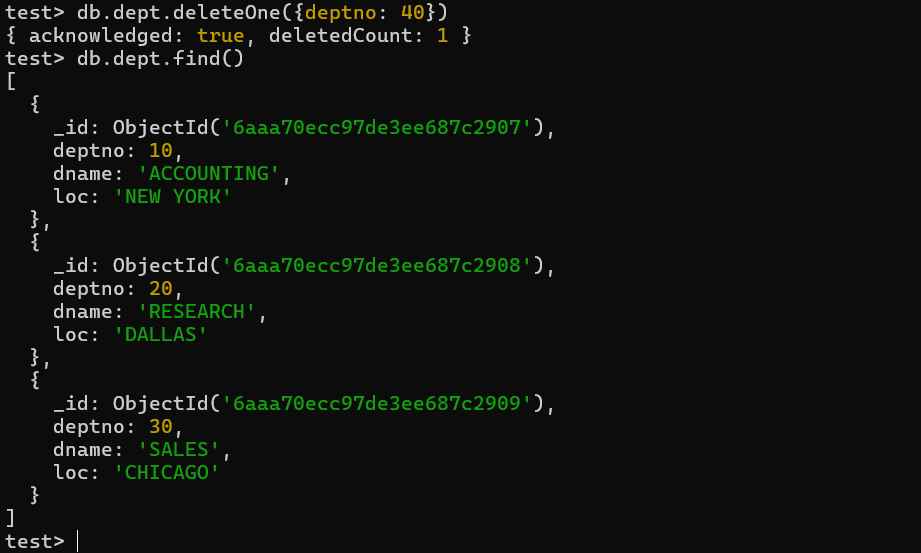 test> db.dept.deleteOne({deptno: 40})
{ acknowledged: true, deletedCount: 1 }
test> db.dept.find()
[
  {
    _id: ObjectId('6aaa70ecc97de3ee687c2907'),
    deptno: 10,
    dname: 'ACCOUNTING',
    loc: 'NEW YORK'
  },
  {
    _id: ObjectId('6aaa70ecc97de3ee687c2908'),
    deptno: 20,
    dname: 'RESEARCH',
    loc: 'DALLAS'
  },
  {
    _id: ObjectId('6aaa70ecc97de3ee687c2909'),
    deptno: 30,
    dname: 'SALES',
    loc: 'CHICAGO'
  }
]
test>